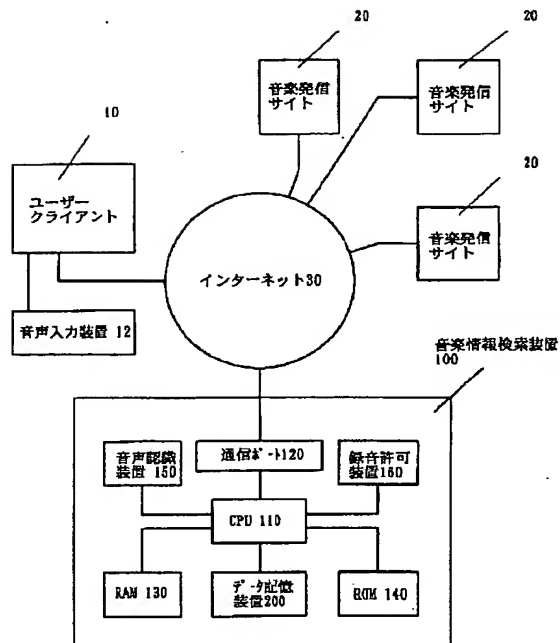 20
20
音楽発信
サイト
音楽発信
サイト
10
20
ユーザー
クライアント
音楽発信
サイト
インターネット30
音声入力装置 12
音楽情報検索装置
100
音声認識
装置 150
通信ポート120
録音許可
装置160
CPU 110
RAM 130
データ記憶
装置200
ROM 140